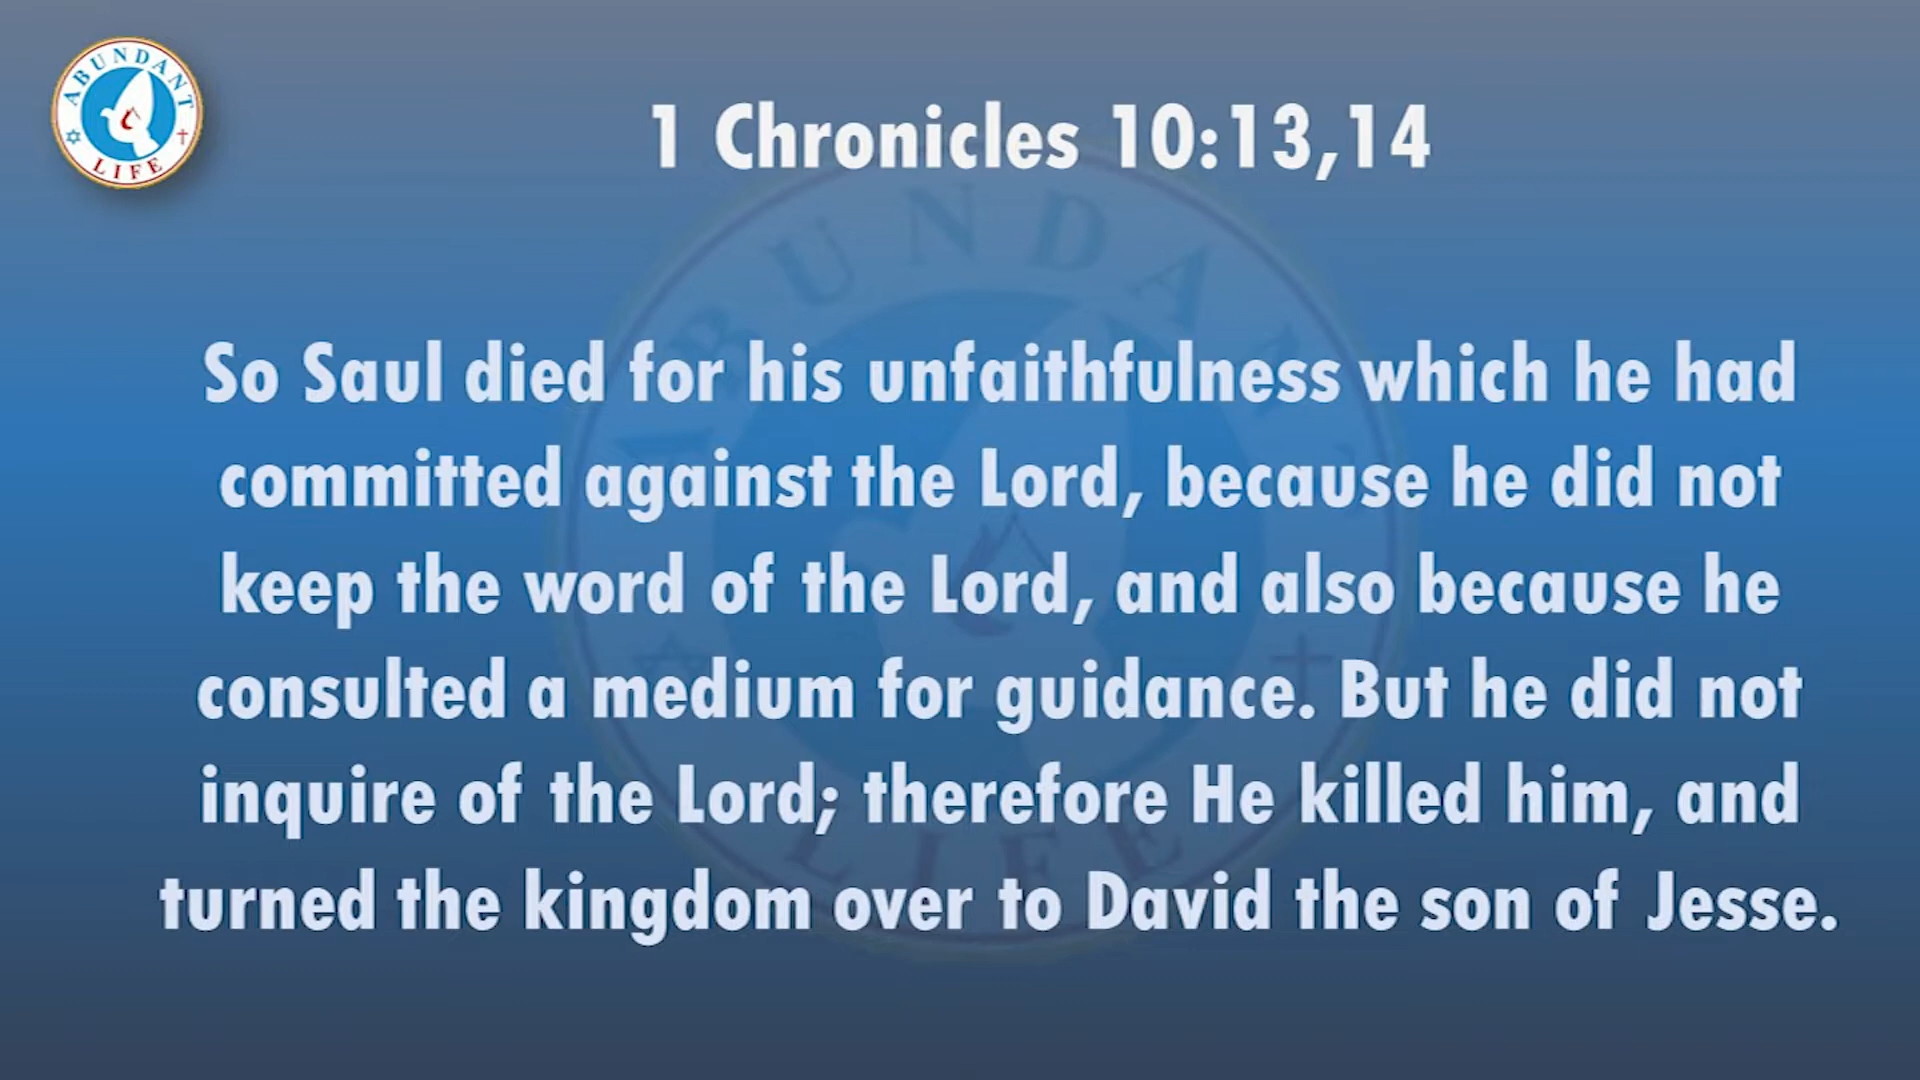 ABUNDANT
LIFE
1 Chronicles 10:13,14
So Saul died for his unfaithfulness which he had
committed against the Lord, because he did not
keep the word of the Lord, and also because he
consulted a medium for guidance. But he did not
inquire of the Lord; therefore He killed him, and
turned the kingdom over to David the son of Jesse.